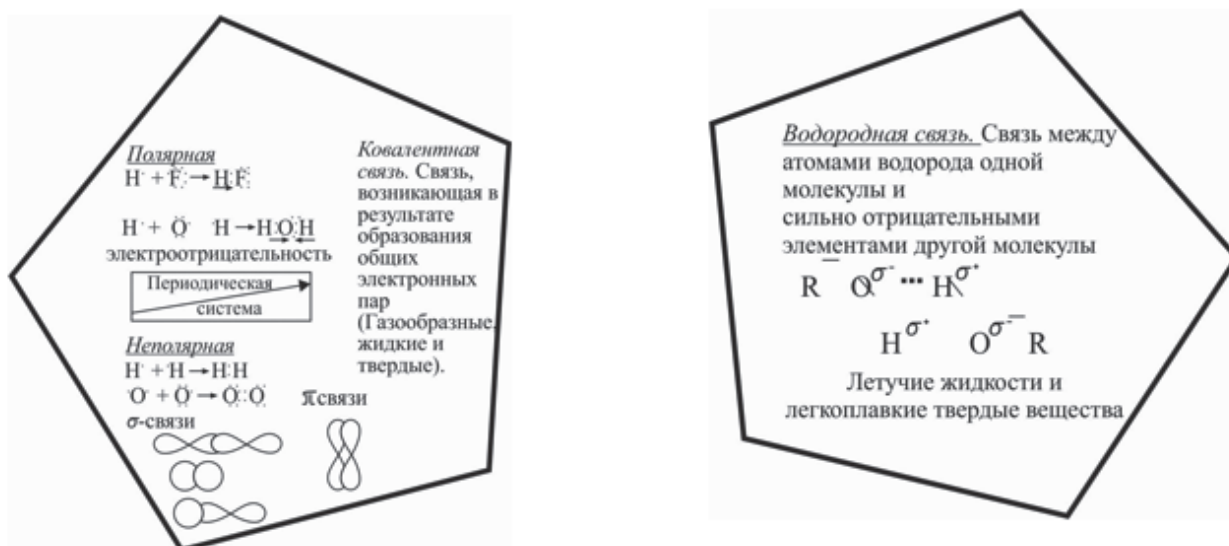 Полярная
H· + F → H:F
H· + O· ·H → H:O:H
электроотрицательность
Периодическая
система
Неполярная
H· + ·H → H:H
·O· + ·O· → O::O
σ-связи
πсвязи
Ковалентная
связь. Связь,
возникающая в
результате
образования
общих
электронных
пар
(Газообразные,
жидкие и
твердые).
Водородная связь. Связь между
атомами водорода одной
молекулы и
сильно отрицательными
элементами другой молекулы
R — O σ- ••• H σ+
H σ+ O σ- — R
Летучие жидкости и
легкоплавкие твердые вещества